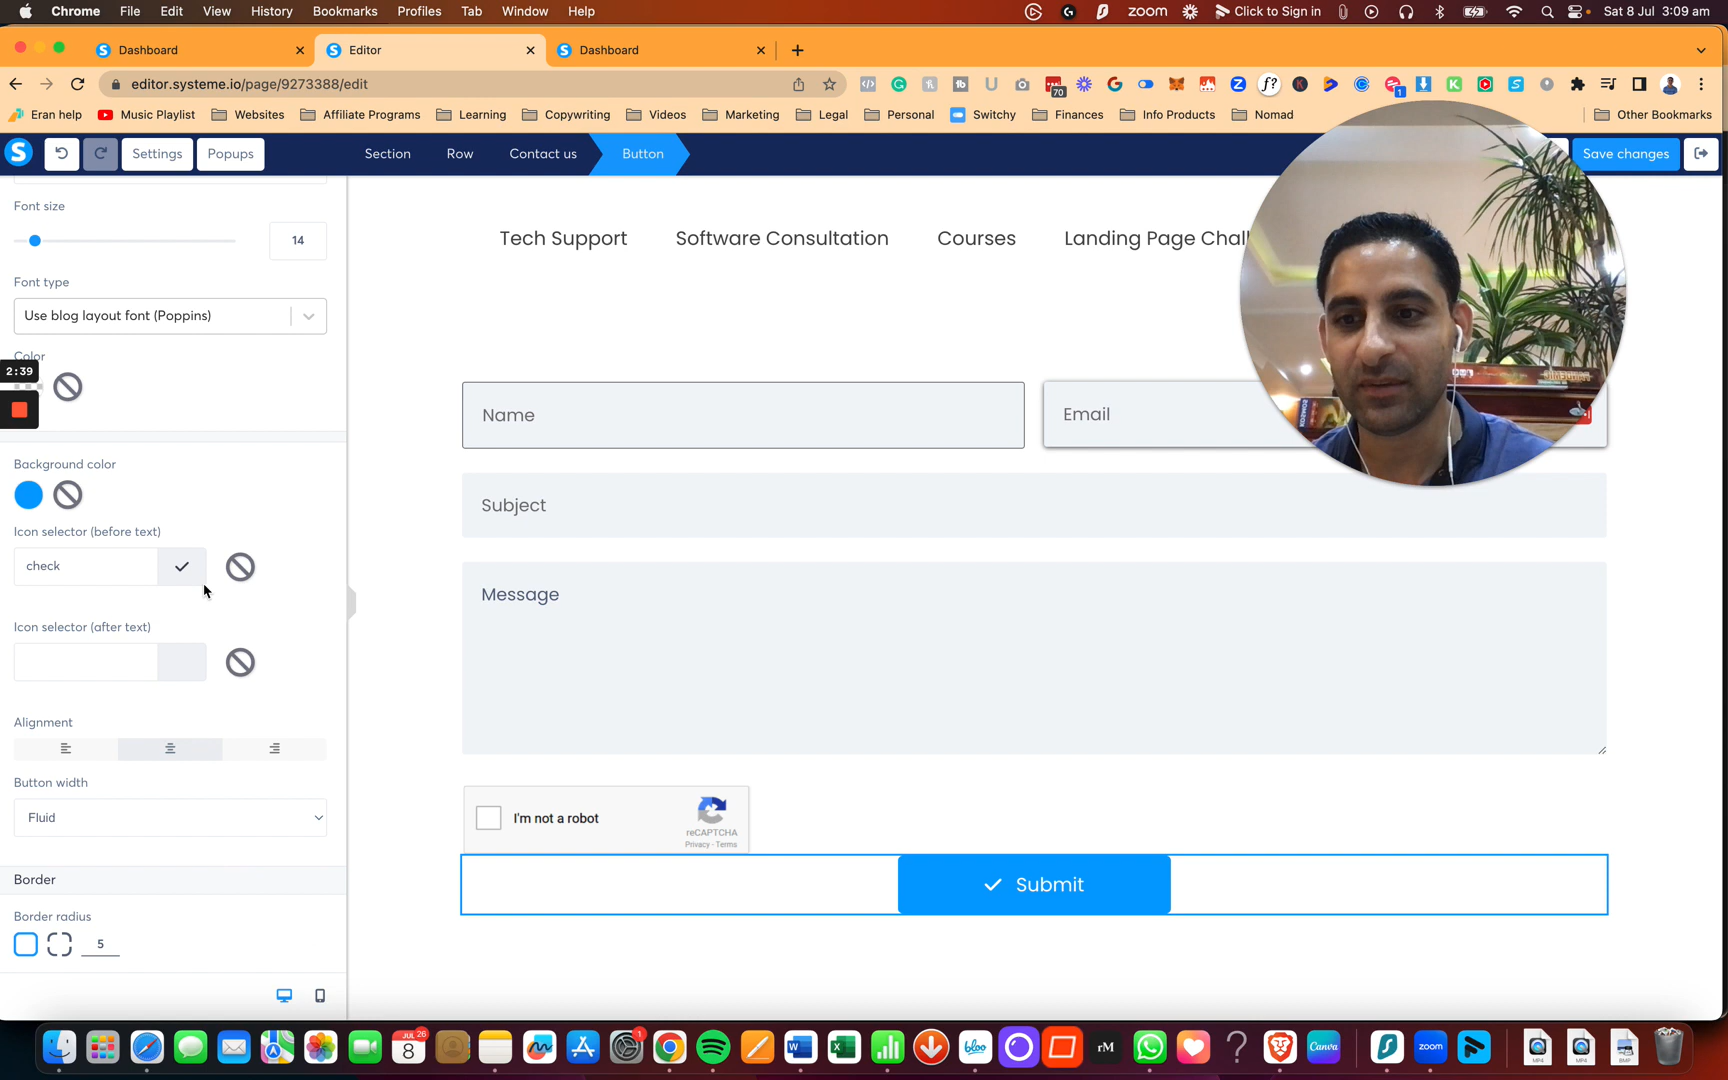 Chrome File Edit View History Bookmarks Profiles Tab Window Help zoom Click to Sign in Sat 8 Jul 3:09 am
Dashboard Editor Dashboard
editor.systeme.io/page/9273388/edit
Eran help Music Playlist Websites Affiliate Programs Learning Copywriting Videos Marketing Legal Personal Switchy Finances Info Products Nomad Other Bookmarks
Settings Popups Section Row Contact us Button Save changes
Font size
14
Font type
Use blog layout font (Poppins)
Color
2:39
Background color
Icon selector (before text)
check
Icon selector (after text)
Alignment
Button width
Fluid
Border
Border radius
5
Tech Support Software Consultation Courses Landing Page Chall
Name Email
Subject
Message
I'm not a robot
reCAPTCHA
Privacy - Terms
Submit